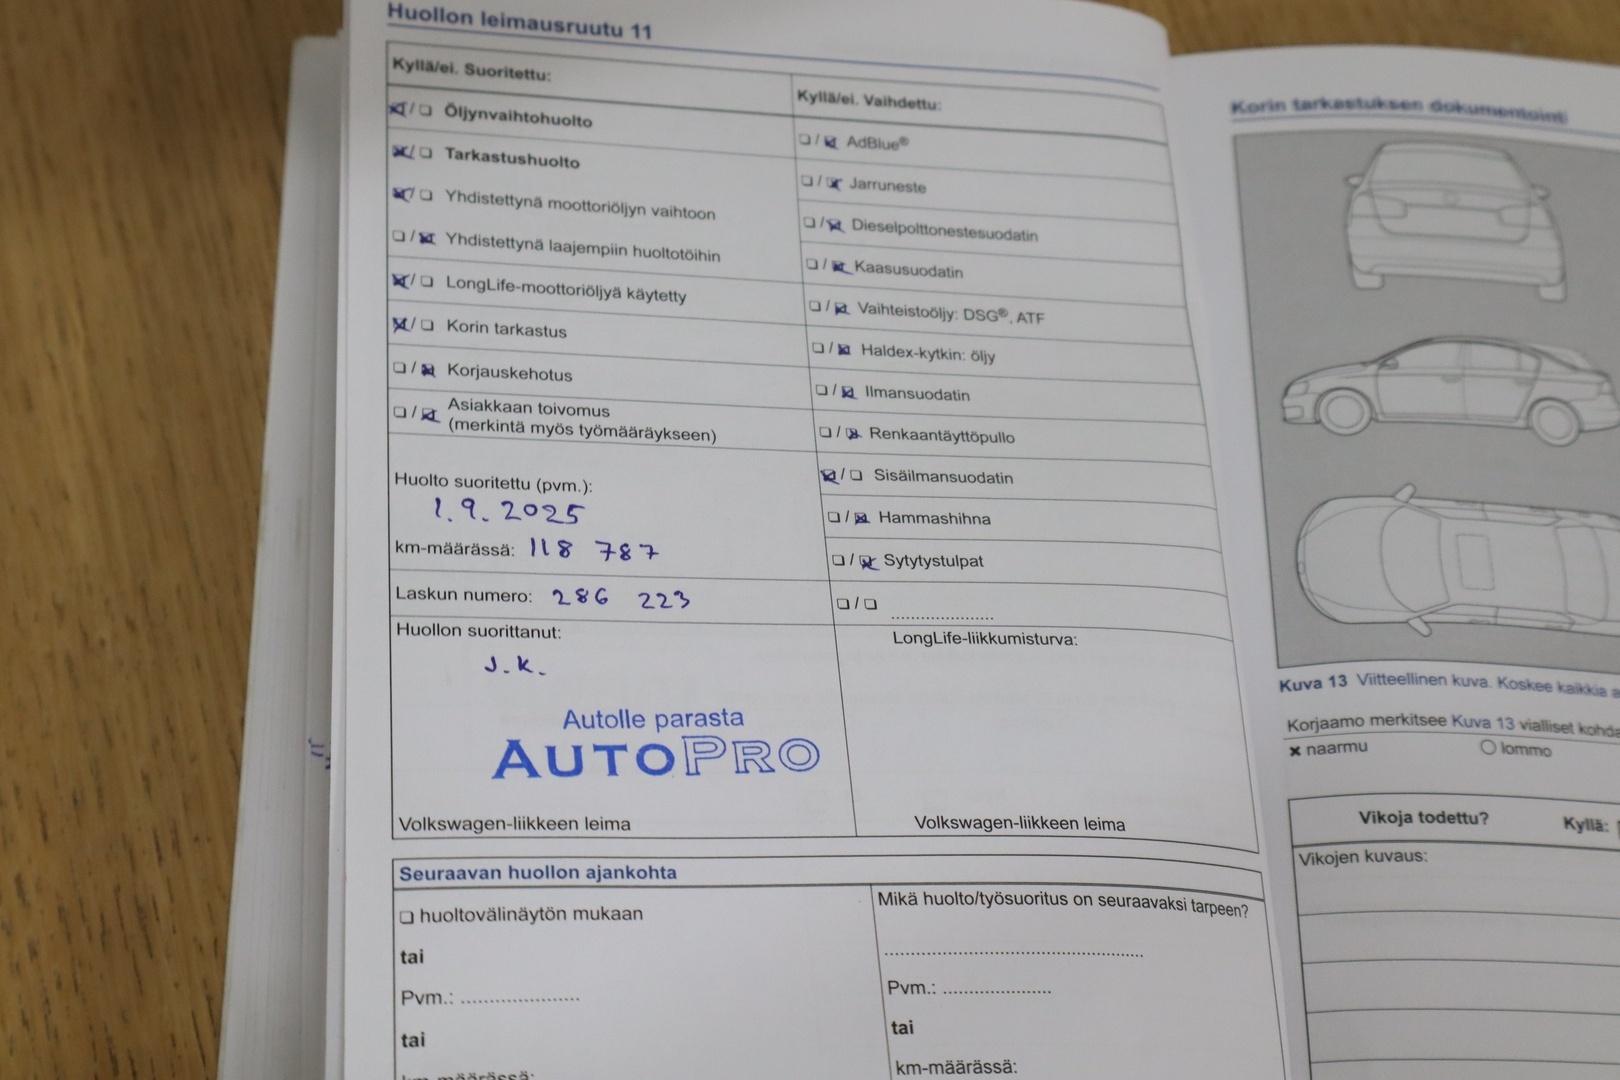 Huollon leimausruutu 11
Kyllä/ei. Suoritettu:
☒/☐ Öljynvaihtohuolto
☒/☐ Tarkastushuolto
☒/☐ Yhdistettynä moottoriöljyn vaihtoon
☐/☒ Yhdistettynä laajempiin huoltotöihin
☒/☐ LongLife-moottoriöljyä käytetty
☒/☐ Korin tarkastus
☐/☒ Korjauskehotus
☐/☒ Asiakkaan toivomus
(merkintä myös työmääräykseen)
Huolto suoritettu (pvm.):
1.9.2025
km-määrässä: 118 787
Laskun numero: 286 223
Huollon suorittanut:
J.K.
Autolle parasta
AUTOPRO
Volkswagen-liikkeen leima
Kyllä/ei. Vaihdettu:
☐/☒ AdBlue®
☐/☒ Jarruneste
☐/☒ Dieselpolttonestesuodatin
☐/☒ Kaasusuodatin
☐/☒ Vaihteistoöljy: DSG®, ATF
☐/☒ Haldex-kytkin: öljy
☐/☒ Ilmansuodatin
☐/☒ Renkaantäyttöpullo
☒/☐ Sisäilmansuodatin
☐/☒ Hammashihna
☐/☒ Sytytystulpat
☐/☐ ......................
LongLife-liikkumisturva:
Volkswagen-liikkeen leima
Seuraavan huollon ajankohta
☐ huoltovälinäytön mukaan
tai
Pvm.: ......................
tai
km-määrässä:
Mikä huolto/työsuoritus on seuraavaksi tarpeen?
................................................
Pvm.: ....................
tai
km-määrässä:
Korin tarkastuksen dokumentointi
Kuva 13 Viitteellinen kuva. Koskee kaikkia
Korjaamo merkitsee Kuva 13 vialliset
× naarmu ○ lommo
Vikoja todettu? Kyllä:
Vikojen kuvaus: